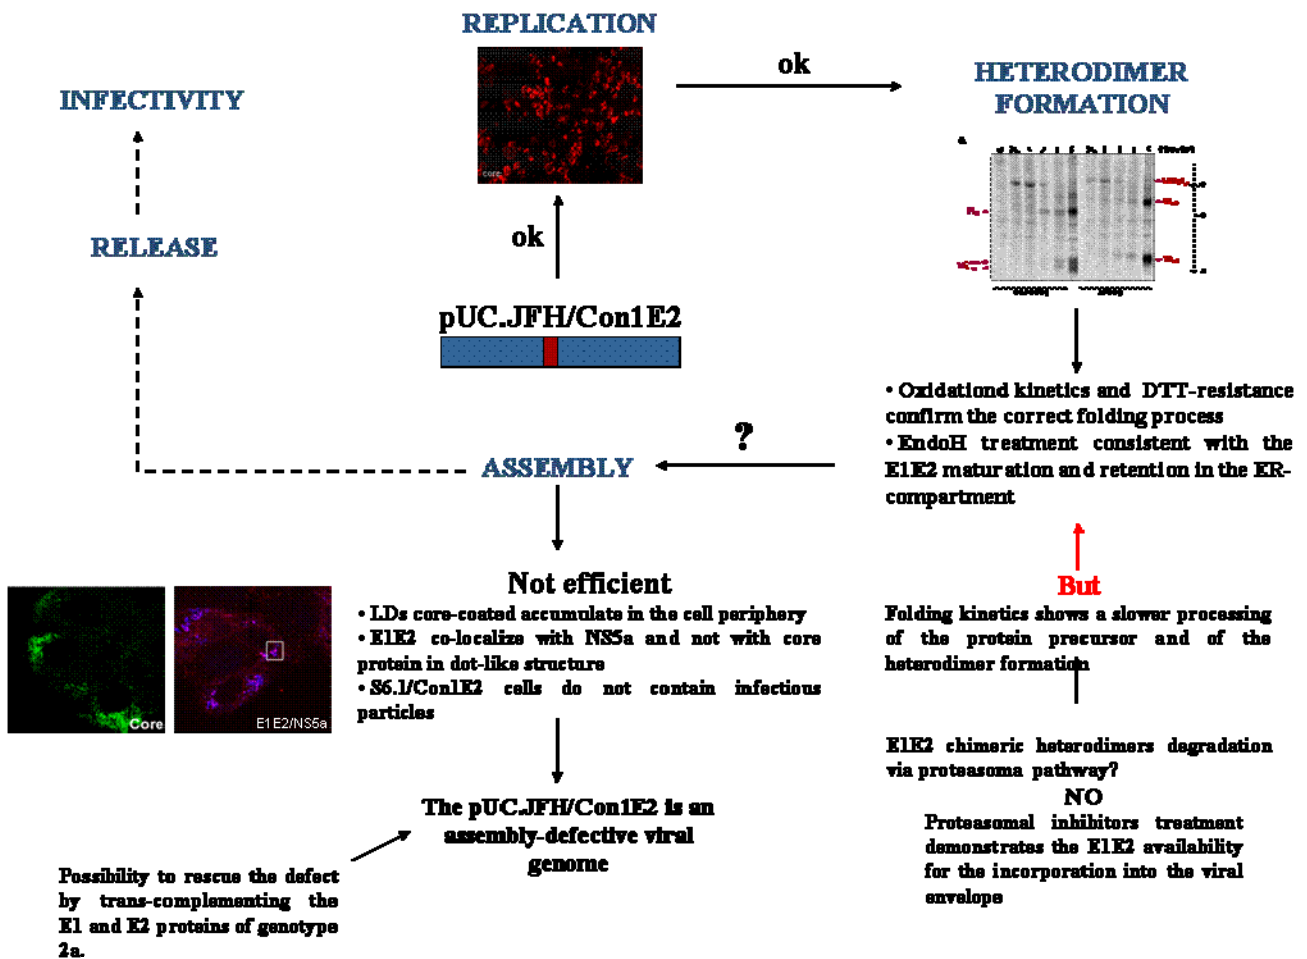 REPLICATION
core
ok
HETERODIMER
FORMATION
INFECTIVITY
RELEASE
ok
pUC.JFH/Con1E2
• Oxidationd kinetics and DTT-resistance
confirm the correct folding process
• EndoH treatment consistent with the
E1E2 maturation and retention in the ER-
compartment
?
ASSEMBLY
But
Folding kinetics shows a slower processing
of the protein precursor and of the
heterodimer formation
Not efficient
• LDs core-coated accumulate in the cell periphery
• E1E2 co-localize with NS5a and not with core
protein in dot-like structure
• S6.1/Con1E2 cells do not contain infectious
particles
Core
E1E2/NS5a
E1E2 chimeric heterodimers degradation
via proteasoma pathway?
NO
Proteasomal inhibitors treatment
demonstrates the E1E2 availability
for the incorporation into the viral
envelope
The pUC.JFH/Con1E2 is an
assembly-defective viral
genome
Possibility to rescue the defect
by trans-complementing the
E1 and E2 proteins of genotype
2a.